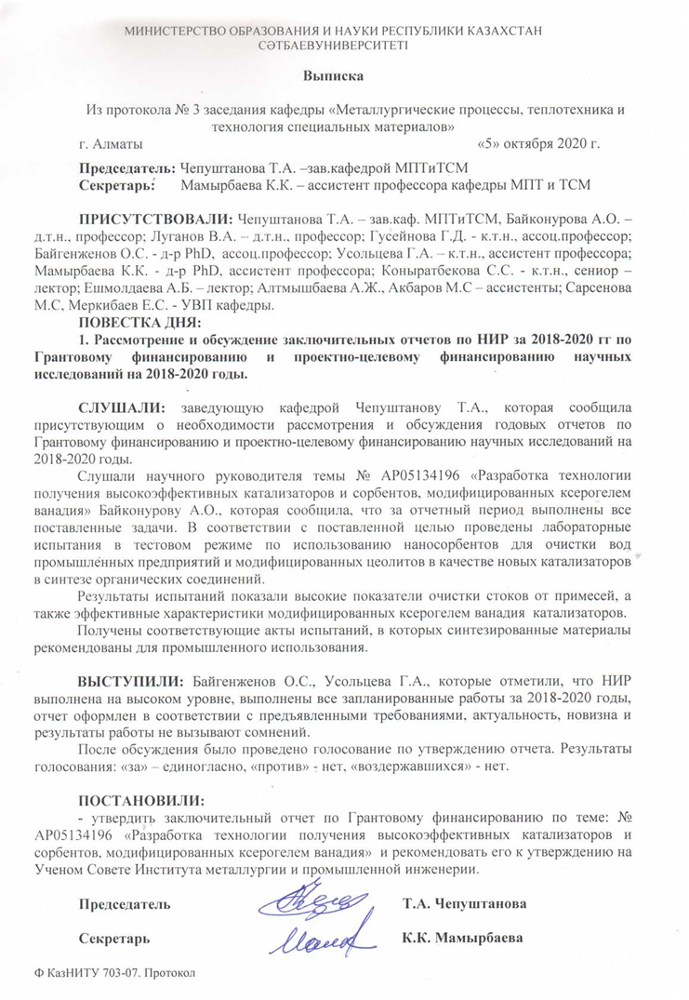 МИНИСТЕРСТВО ОБРАЗОВАНИЯ И НАУКИ РЕСПУБЛИКИ КАЗАХСТАН
СӘТБАЕВУНИВЕРСИТЕТІ
Выписка
Из протокола № 3 заседания кафедры «Металлургические процессы, теплотехника и
технология специальных материалов»
г. Алматы «5» октября 2020 г.
Председатель: Чепуштанова Т.А. –зав.кафедрой МПТиТСМ
Секретарь: Мамырбаева К.К. – ассистент профессора кафедры МПТ и ТСМ
ПРИСУТСТВОВАЛИ: Чепуштанова Т.А. – зав.каф. МПТиТСМ, Байконурова А.О. –
д.т.н., профессор; Луганов В.А. – д.т.н., профессор; Гусейнова Г.Д. - к.т.н., ассоц.профессор;
Байгенженов О.С. - д-р PhD, ассоц.профессор; Усольцева Г.А. – к.т.н., ассистент профессора;
Мамырбаева К.К. - д-р PhD, ассистент профессора; Коныратбекова С.С. - к.т.н., сениор –
лектор; Ешмолдаева А.Б. – лектор; Алтмышбаева А.Ж., Акбаров М.С – ассистенты; Сарсенова
М.С, Меркибаев Е.С. - УВП кафедры.
ПОВЕСТКА ДНЯ:
1. Рассмотрение и обсуждение заключительных отчетов по НИР за 2018-2020 гг по
Грантовому финансированию и проектно-целевому финансированию научных
исследований на 2018-2020 годы.
СЛУШАЛИ: заведующую кафедрой Чепуштанову Т.А., которая сообщила
присутствующим о необходимости рассмотрения и обсуждения годовых отчетов по
Грантовому финансированию и проектно-целевому финансированию научных исследований на
2018-2020 годы.
Слушали научного руководителя темы № АР05134196 «Разработка технологии
получения высокоэффективных катализаторов и сорбентов, модифицированных ксерогелем
ванадия» Байконурову А.О., которая сообщила, что за отчетный период выполнены все
поставленные задачи. В соответствии с поставленной целью проведены лабораторные
испытания в тестовом режиме по использованию наносорбентов для очистки вод
промышленных предприятий и модифицированных цеолитов в качестве новых катализаторов
в синтезе органических соединений.
Результаты испытаний показали высокие показатели очистки стоков от примесей, а
также эффективные характеристики модифицированных ксерогелем ванадия катализаторов.
Получены соответствующие акты испытаний, в которых синтезированные материалы
рекомендованы для промышленного использования.
ВЫСТУПИЛИ: Байгенженов О.С., Усольцева Г.А., которые отметили, что НИР
выполнена на высоком уровне, выполнены все запланированные работы за 2018-2020 годы,
отчет оформлен в соответствии с предъявленными требованиями, актуальность, новизна и
результаты работы не вызывают сомнений.
После обсуждения было проведено голосование по утверждению отчета. Результаты
голосования: «за» – единогласно, «против» - нет, «воздержавшихся» - нет.
ПОСТАНОВИЛИ:
- утвердить заключительный отчет по Грантовому финансированию по теме: №
АР05134196 «Разработка технологии получения высокоэффективных катализаторов и
сорбентов, модифицированных ксерогелем ванадия» и рекомендовать его к утверждению на
Ученом Совете Института металлургии и промышленной инженерии.
Председатель Т.А. Чепуштанова
Секретарь К.К. Мамырбаева
Ф КазНИТУ 703-07. Протокол